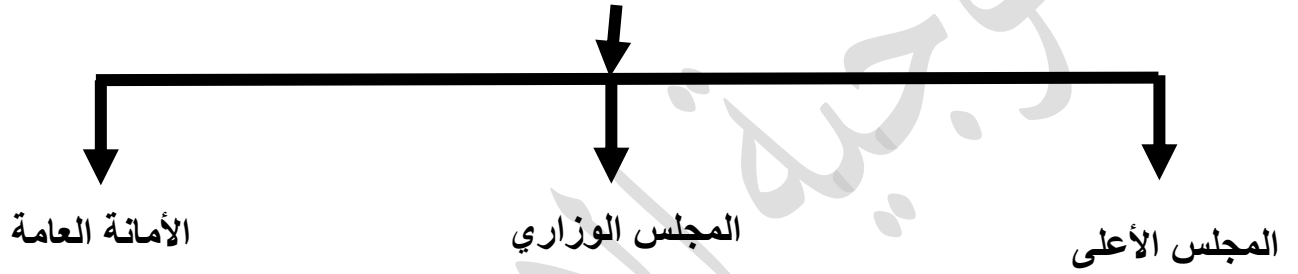 المجلس الأعلى
المجلس الوزاري
الأمانة العامة